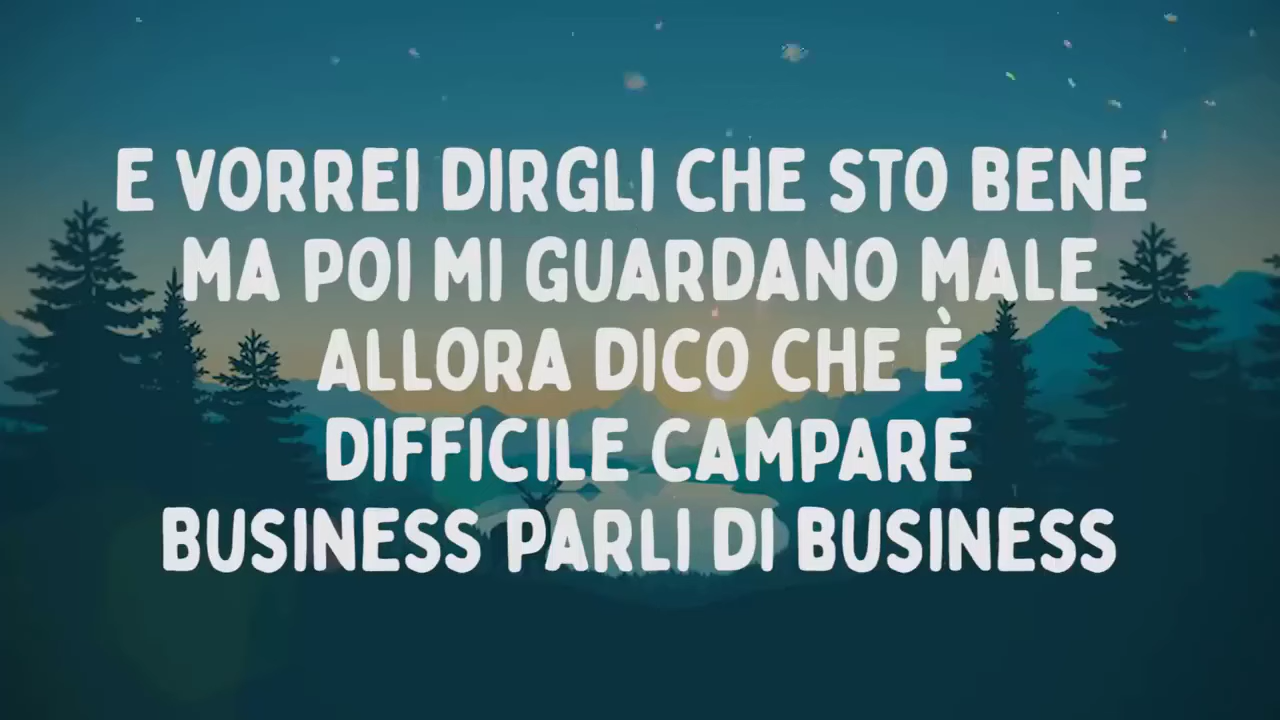 E VORREI DIRGLI CHE STO BENE
MA POI MI GUARDANO MALE
ALLORA DICO CHE È
DIFFICILE CAMPARE
BUSINESS PARLI DI BUSINESS